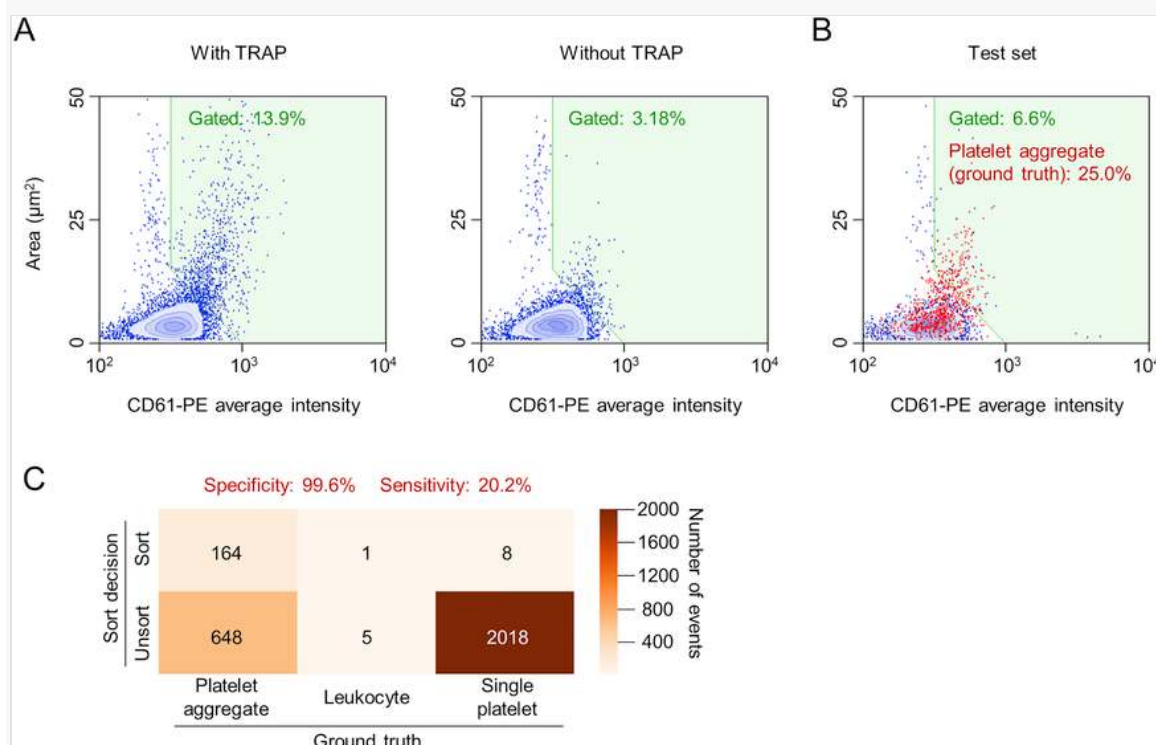 A
B
With TRAP
Without TRAP
Test set
50
25
0
Gated: 13.9%
10² 10³ 10⁴
CD61-PE average intensity
Area (µm²)
50
25
0
Gated: 3.18%
10² 10³ 10⁴
CD61-PE average intensity
50
25
0
Gated: 6.6%
Platelet aggregate
(ground truth): 25.0%
10² 10³ 10⁴
CD61-PE average intensity
C
Specificity: 99.6% Sensitivity: 20.2%
Sort decision
Sort
Unsort
164 1 8
648 5 2018
Platelet
aggregate
Leukocyte
Single
platelet
Ground truth
2000
1600
1200
800
400
Number of events